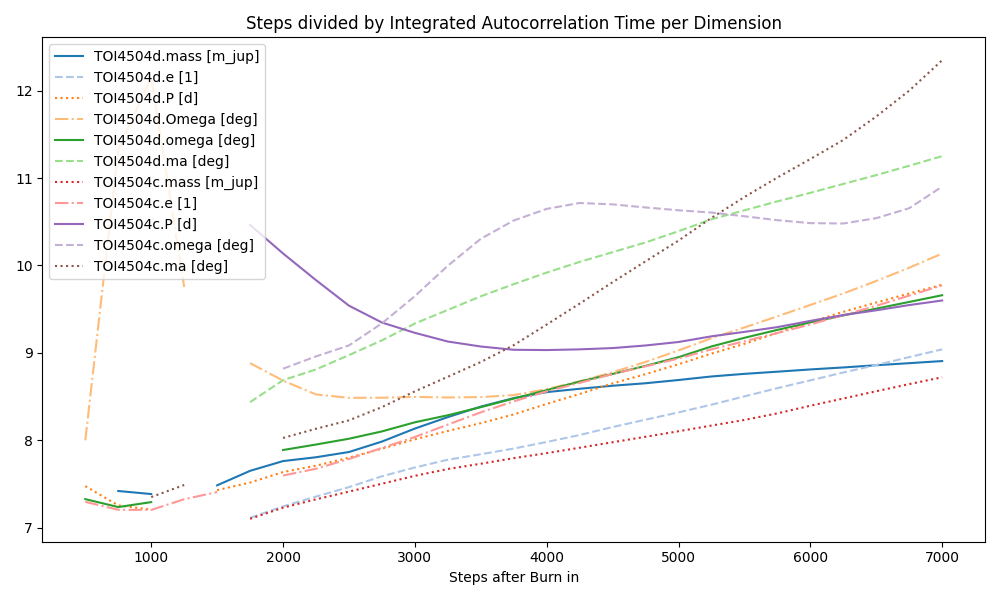 Steps divided by Integrated Autocorrelation Time per Dimension
TOI4504d.mass [m_jup]
TOI4504d.e [1]
TOI4504d.P [d]
TOI4504d.Omega [deg]
TOI4504d.omega [deg]
TOI4504d.ma [deg]
TOI4504c.mass [m_jup]
TOI4504c.e [1]
TOI4504c.P [d]
TOI4504c.omega [deg]
TOI4504c.ma [deg]
12
11
10
9
8
7
1000 2000 3000 4000 5000 6000 7000
Steps after Burn in